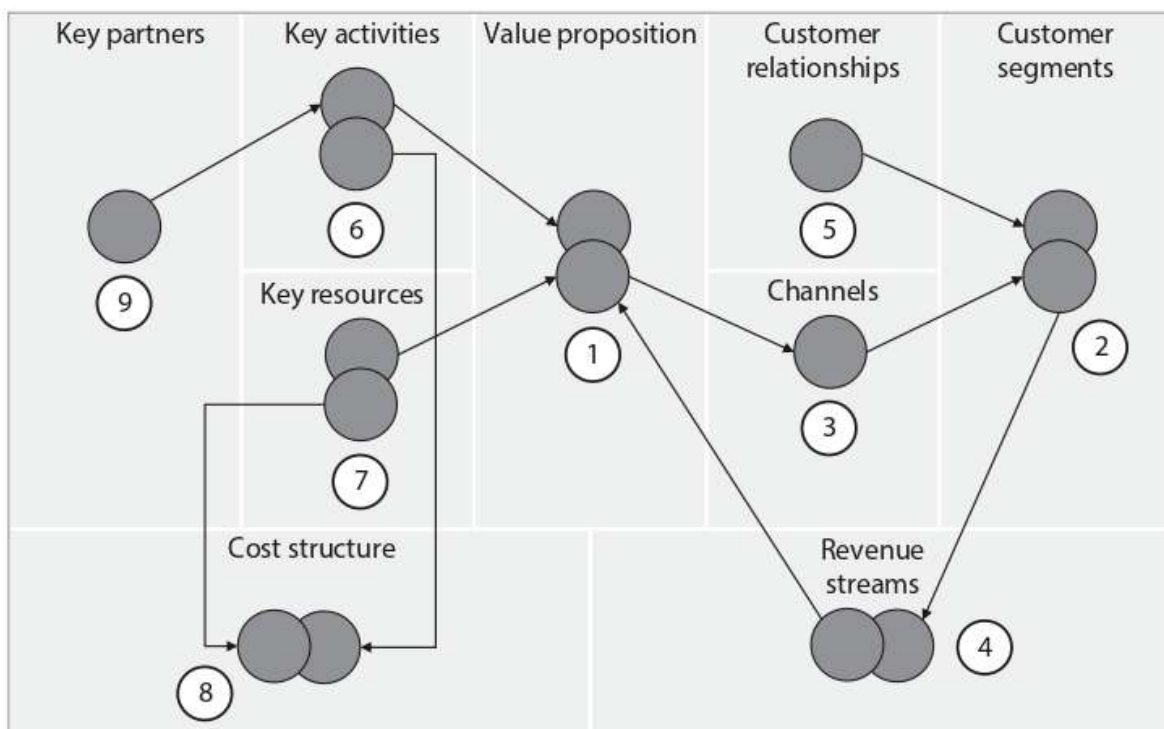 Key partners
Key activities
Value proposition
Customer
relationships
Customer
segments
6
5
9
Key resources
Channels
1
2
3
7
Cost structure
Revenue
streams
4
8